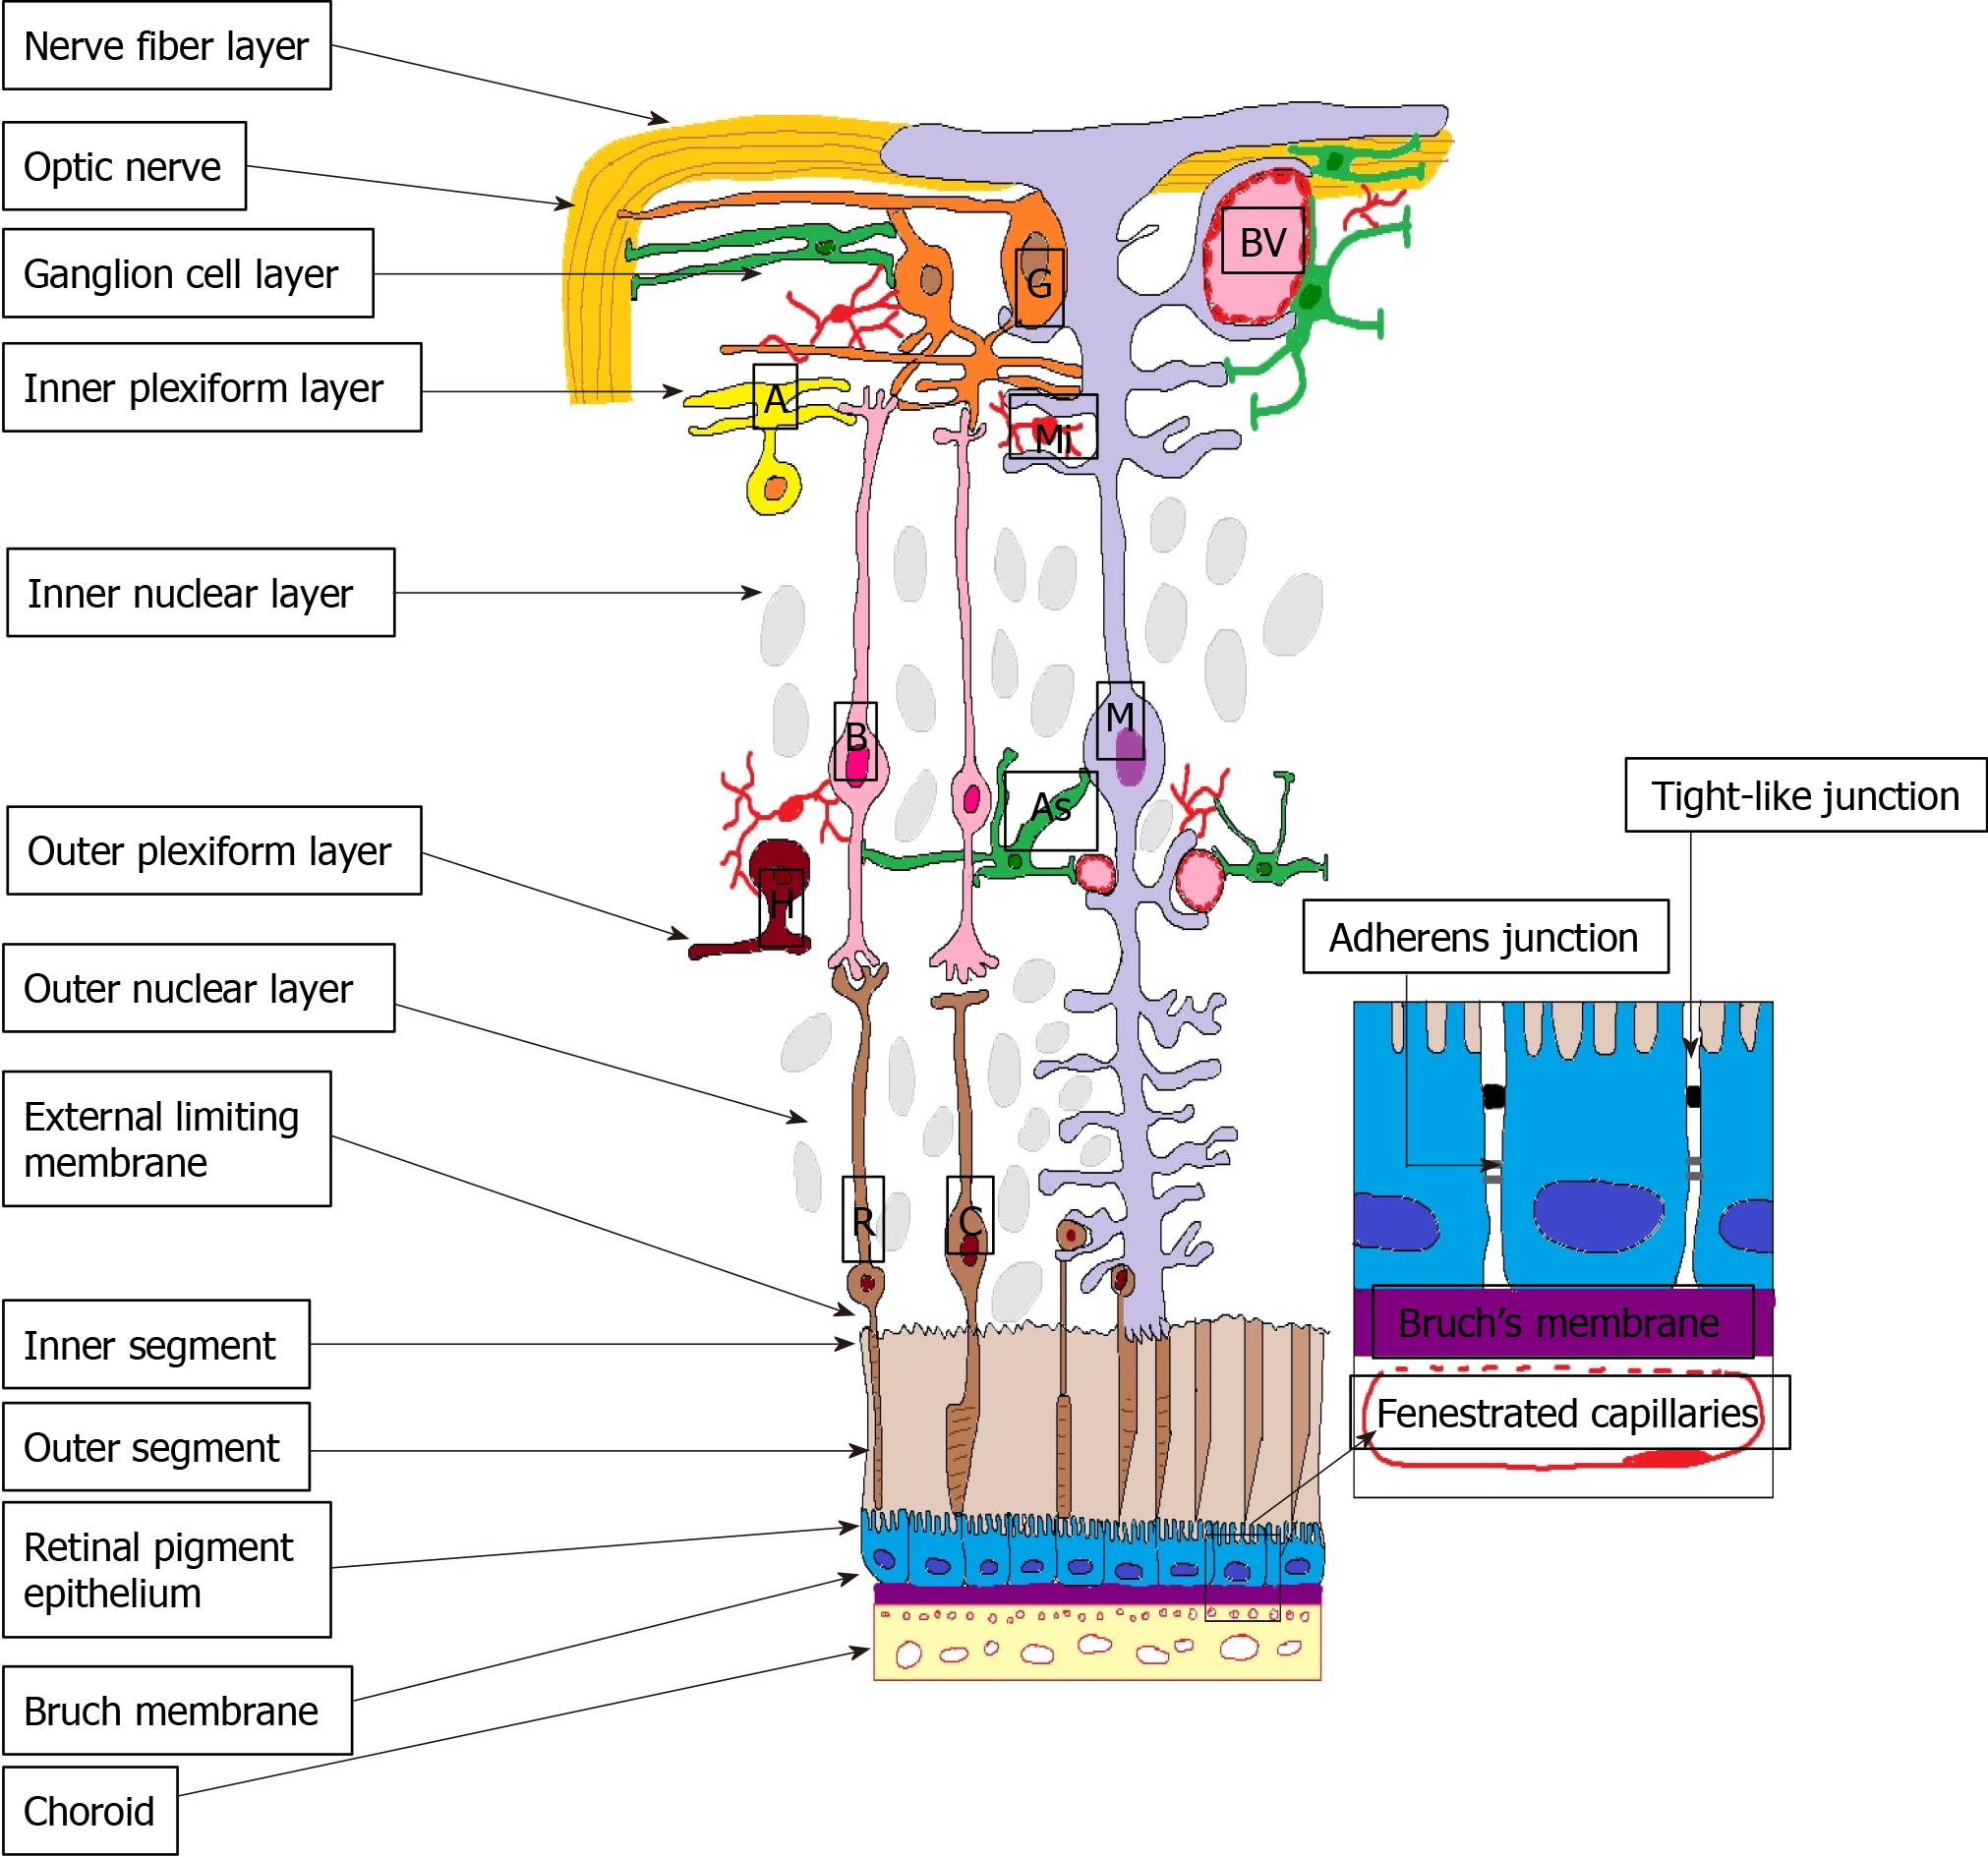 Nerve fiber layer
Optic nerve
Ganglion cell layer
Inner plexiform layer
Inner nuclear layer
Outer plexiform layer
Outer nuclear layer
External limiting
membrane
Inner segment
Outer segment
Retinal pigment
epithelium
Bruch membrane
Choroid
BV
G
A
Mi
B
M
As
H
R
C
Tight-like junction
Adherens junction
Bruch’s membrane
Fenestrated capillaries